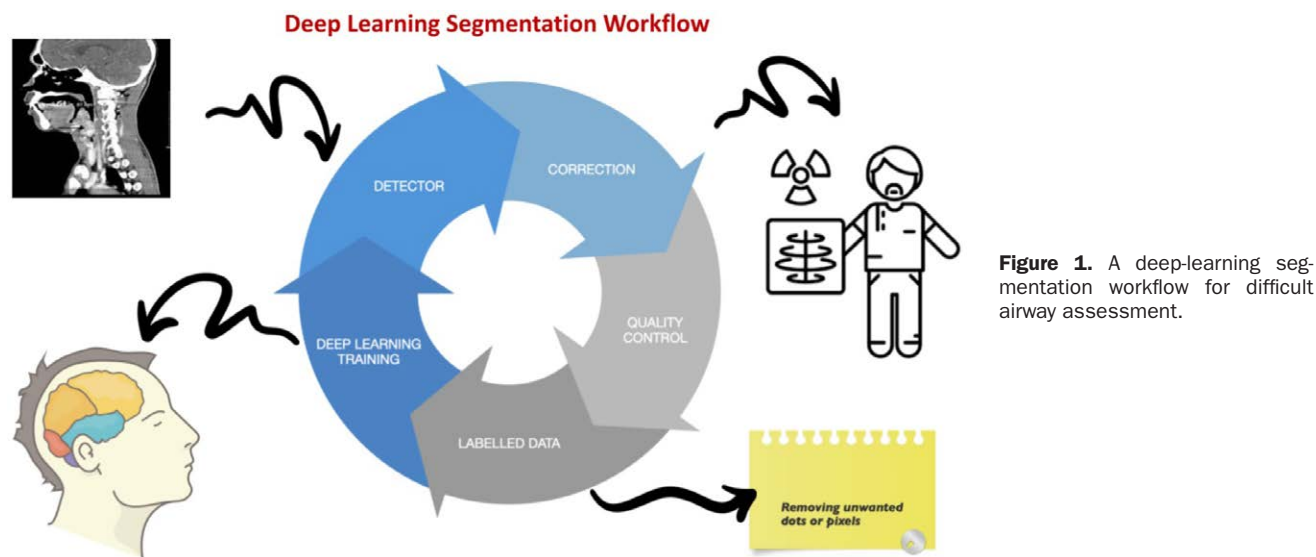 Deep Learning Segmentation Workflow
DETECTOR
CORRECTION
QUALITY
CONTROL
LABELLED DATA
DEEP LEARNING
TRAINING
Removing unwanted
dots or pixels
Figure 1. A deep-learning seg-
mentation workflow for difficult
airway assessment.